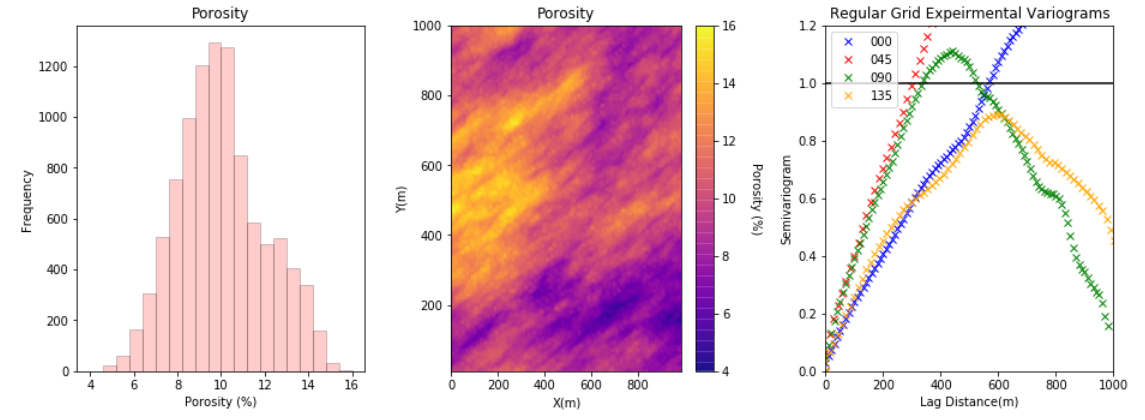 Porosity
1200
1000
800
600
400
200
0
4 6 8 10 12 14 16
Porosity (%)
Frequency
Porosity
1000
800
600
400
200
0 200 400 600 800
X(m)
Y(m)
16
14
12
10
8
6
4
Porosity (%)
Regular Grid Expeirmental Variograms
000
045
090
135
1.2
1.0
0.8
0.6
0.4
0.2
0.0
0 200 400 600 800 1000
Lag Distance(m)
Semivariogram